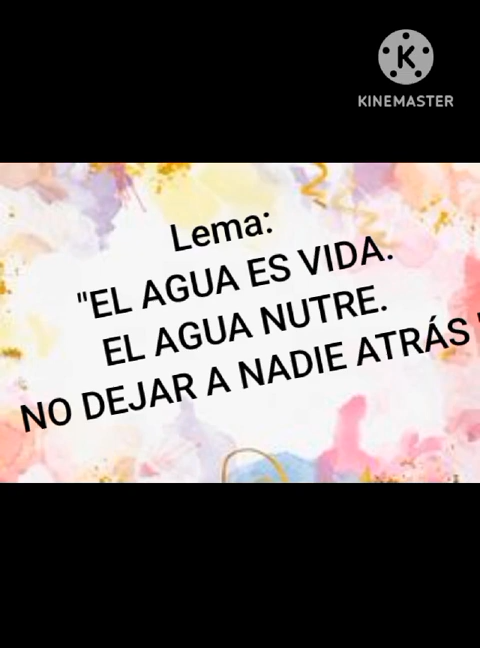 KINEMASTER
Lema:
"EL AGUA ES VIDA.
EL AGUA NUTRE.
NO DEJAR A NADIE ATRÁS "